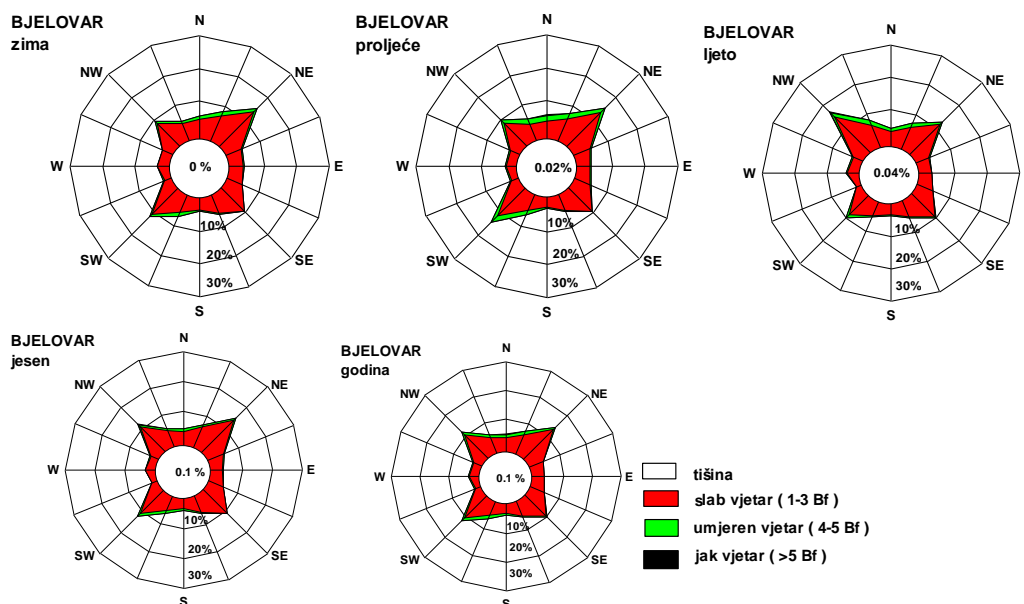 BJELOVAR
zima
N
NW
NE
W
0 %
E
10%
20%
30%
SW
SE
S
BJELOVAR
proljeće
N
NW
NE
W
0.02%
E
10%
20%
30%
SW
SE
S
BJELOVAR
ljeto
N
NW
NE
W
0.04%
E
10%
20%
30%
SW
SE
S
BJELOVAR
jesen
N
NW
NE
W
0.1 %
E
10%
20%
30%
SW
SE
S
BJELOVAR
godina
N
NW
NE
W
0.1 %
E
10%
20%
30%
SW
SE
S
tišina
slab vjetar ( 1-3 Bf )
umjeren vjetar ( 4-5 Bf )
jak vjetar ( >5 Bf )